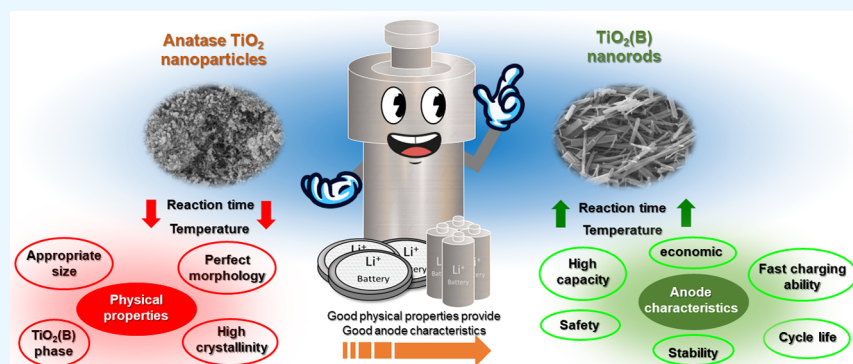 Anatase TiO₂
nanoparticles
Reaction time
Temperature
Appropriate
size
Perfect
morphology
Physical
properties
TiO₂(B)
phase
High
crystallinity
Li⁺
Li⁺
Battery
Li⁺
Li⁺
Li⁺
Battery
Good physical properties provide
Good anode characteristics
TiO₂(B)
nanorods
Reaction time
Temperature
economic
High
capacity
Fast charging
ability
Anode
characteristics
Safety
Stability
Cycle life